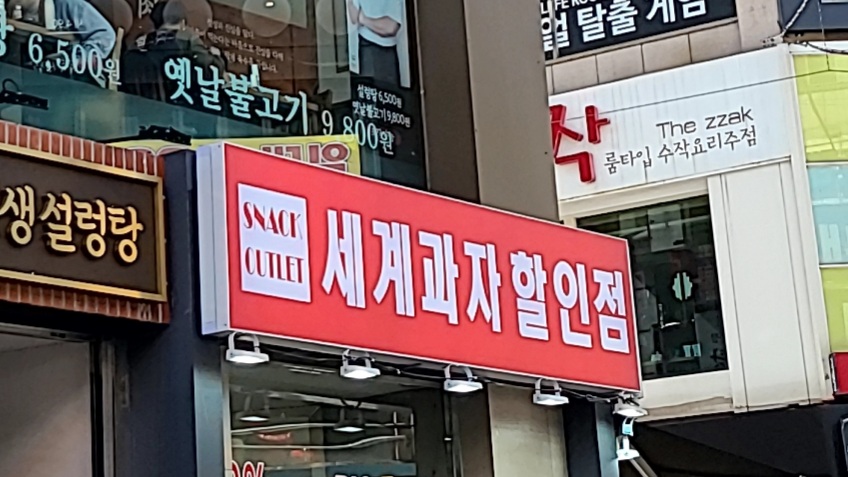 6,500원
옛날불고기 9,800원
설렁탕 6,500원
옛날불고기 9,800원
탈출 게임
작
The zzak
룸타입 수작요리주점
생설렁탕
SNACK
OUTLET
세계과자 할인점